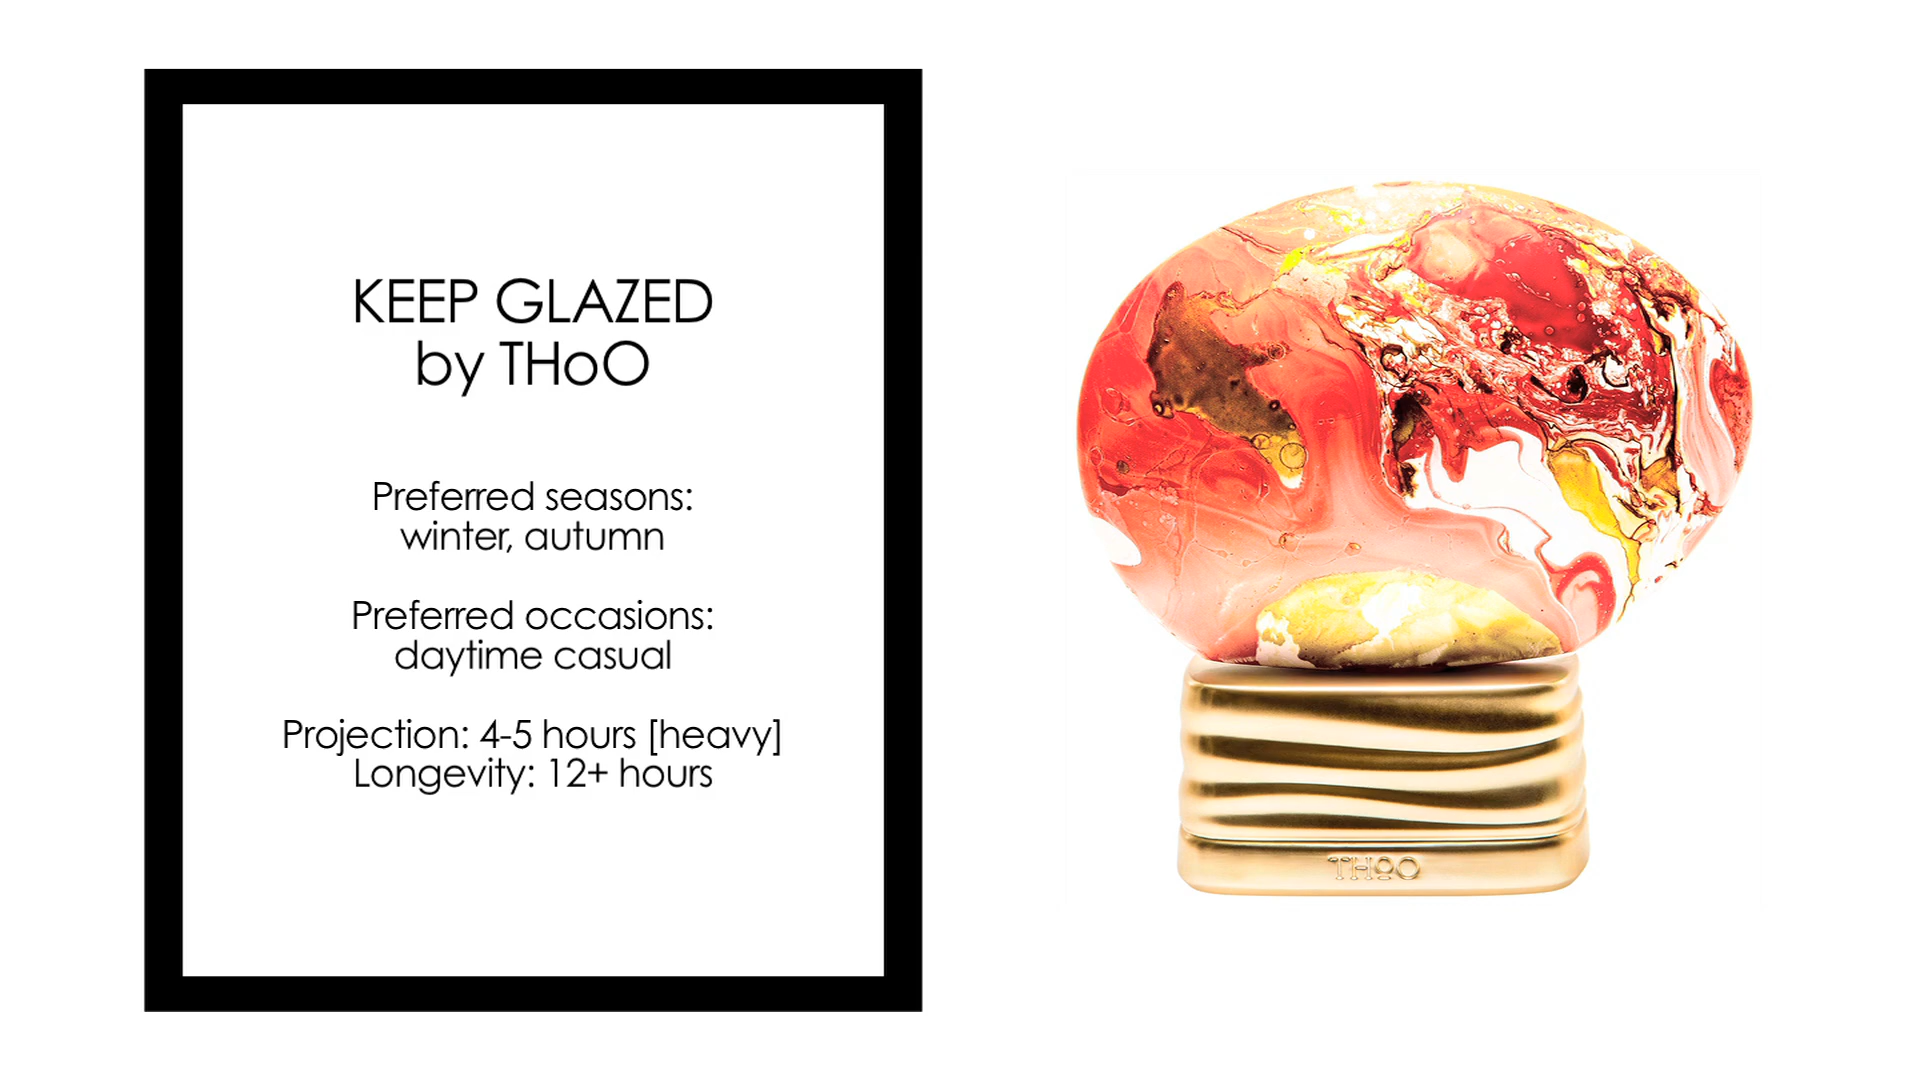 KEEP GLAZED
by THoO
Preferred seasons:
winter, autumn
Preferred occasions:
daytime casual
Projection: 4-5 hours [heavy]
Longevity: 12+ hours
THoO